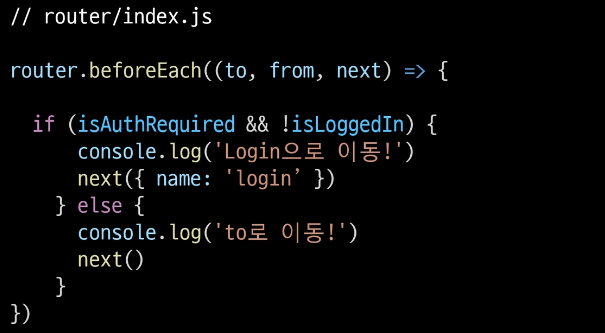 // router/index.js
router.beforeEach((to, from, next) => {
if (isAuthRequired && !isLoggedIn) {
console.log('Login으로 이동!')
next({ name: 'login’ })
} else {
console.log('to로 이동!')
next()
}
})